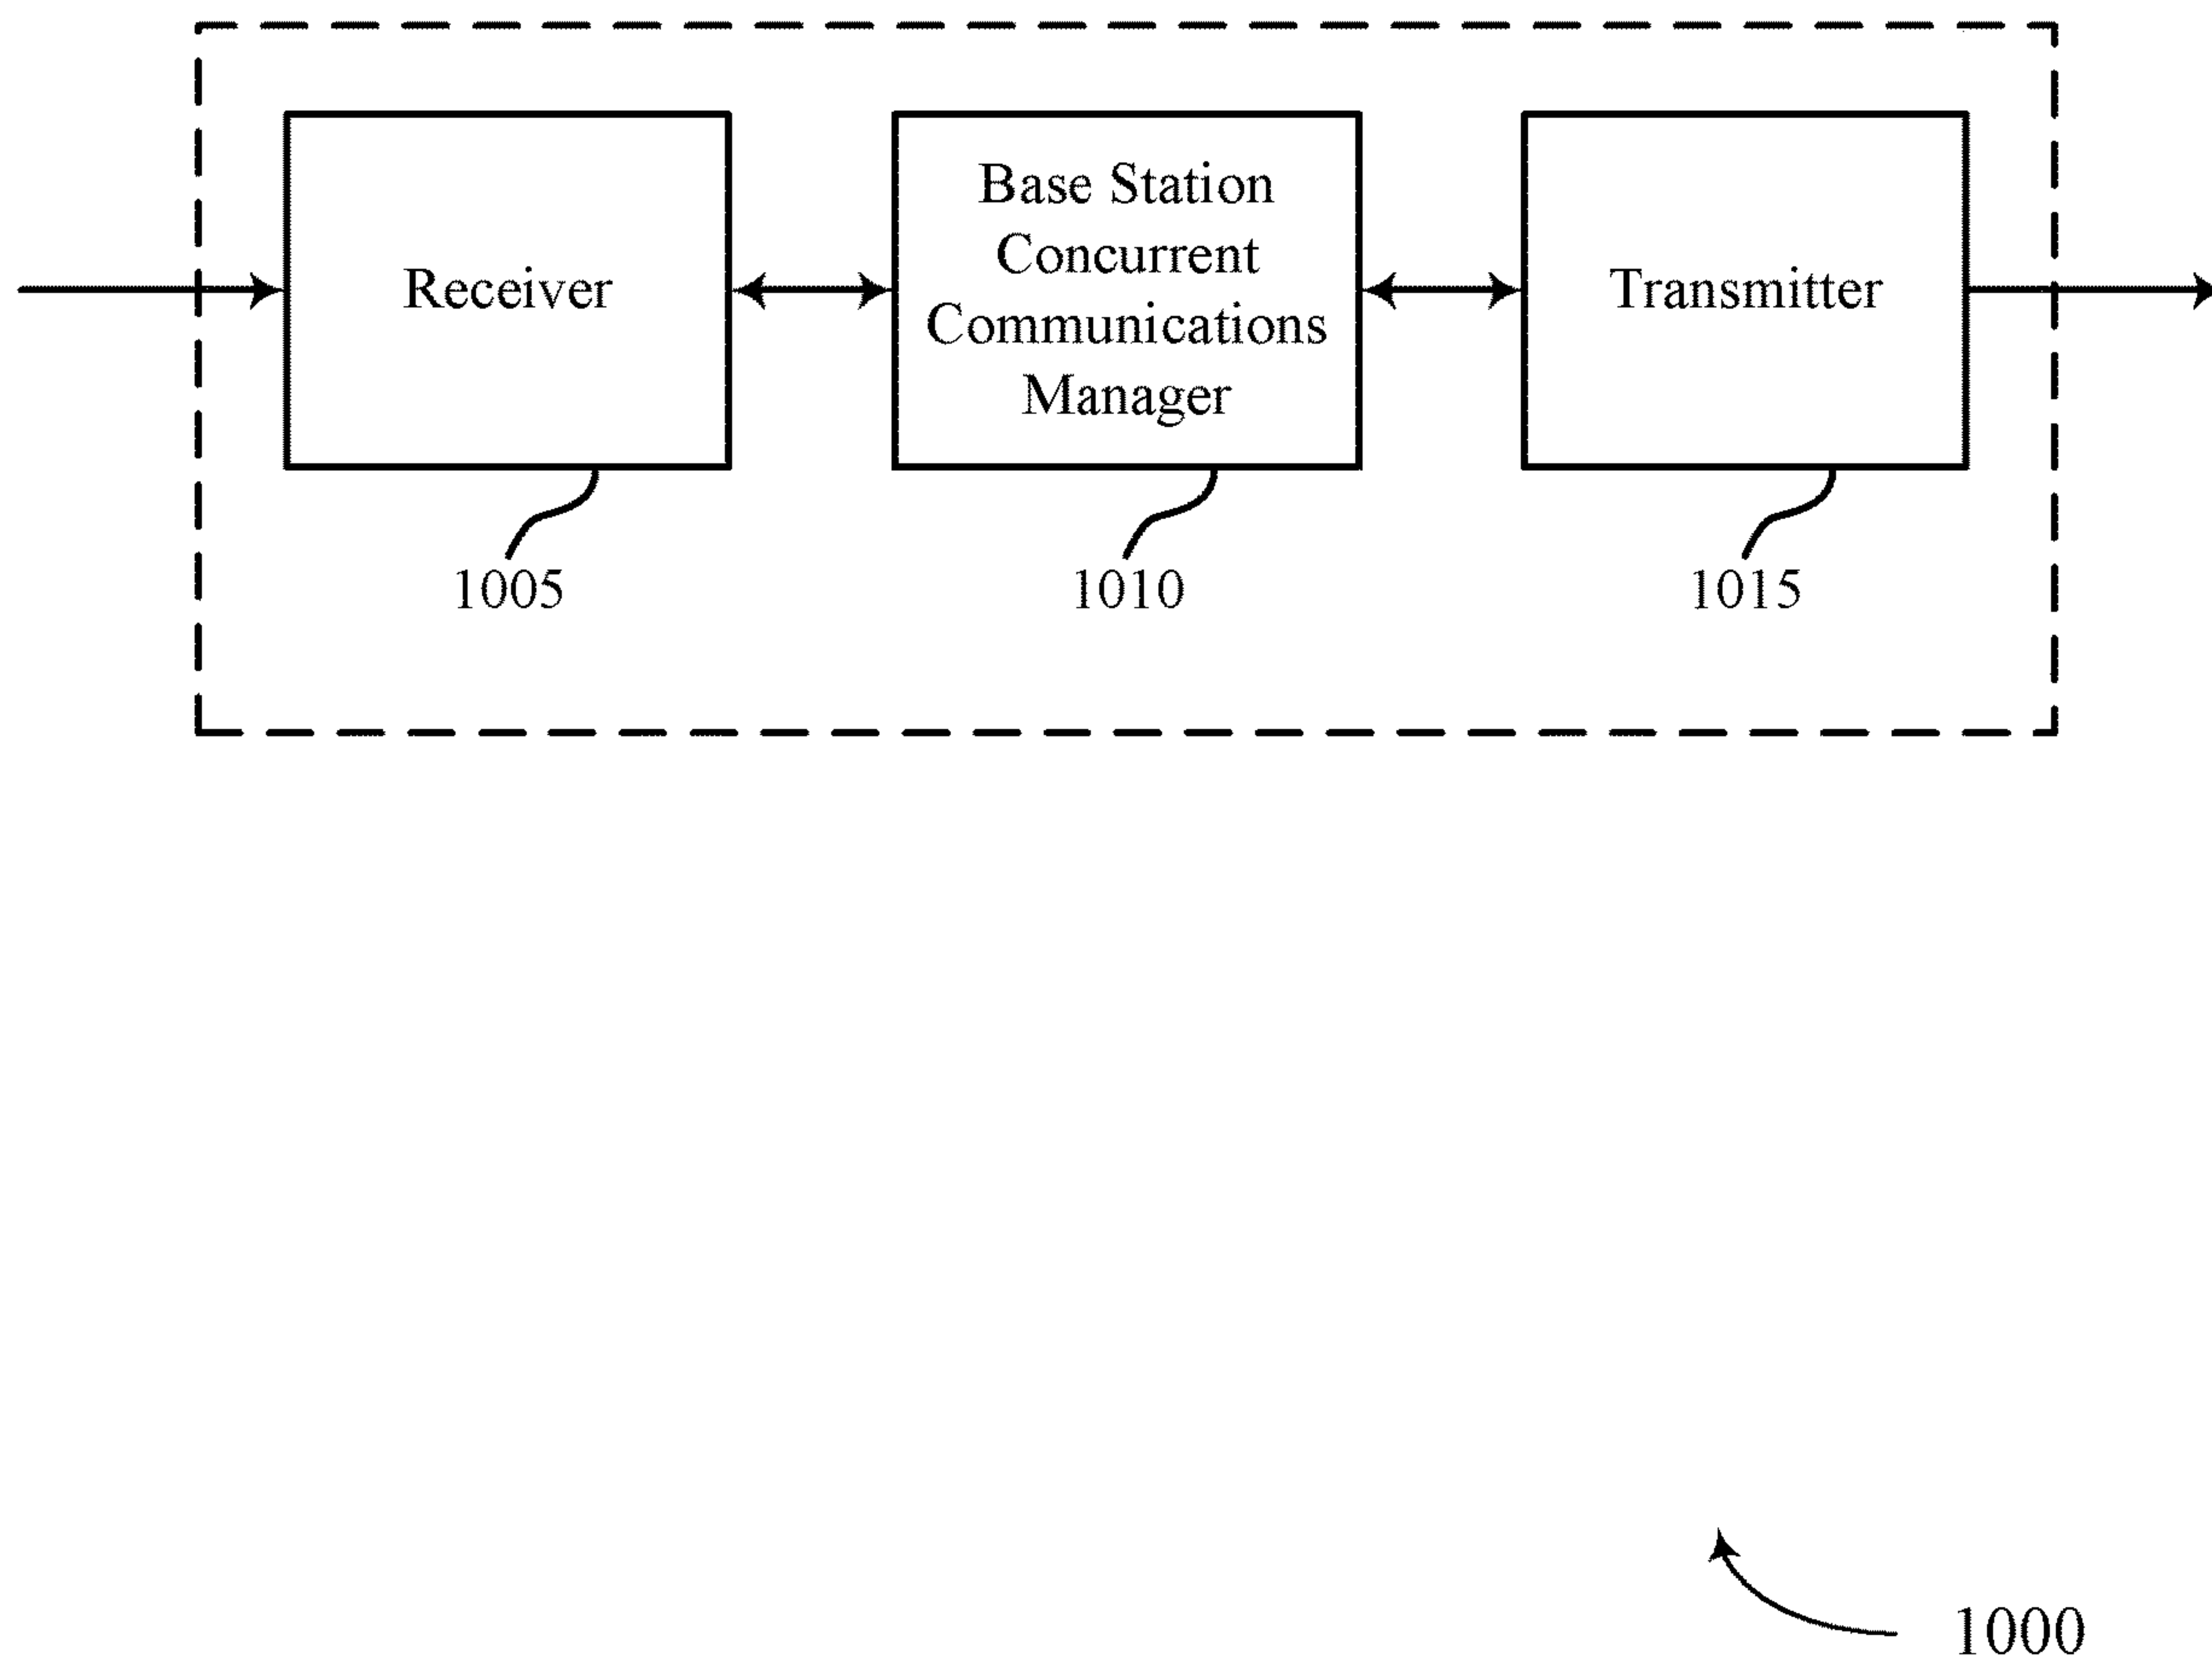 Receiver
Base Station
Concurrent
Communications
Manager
Transmitter
1005
1010
1015
1000